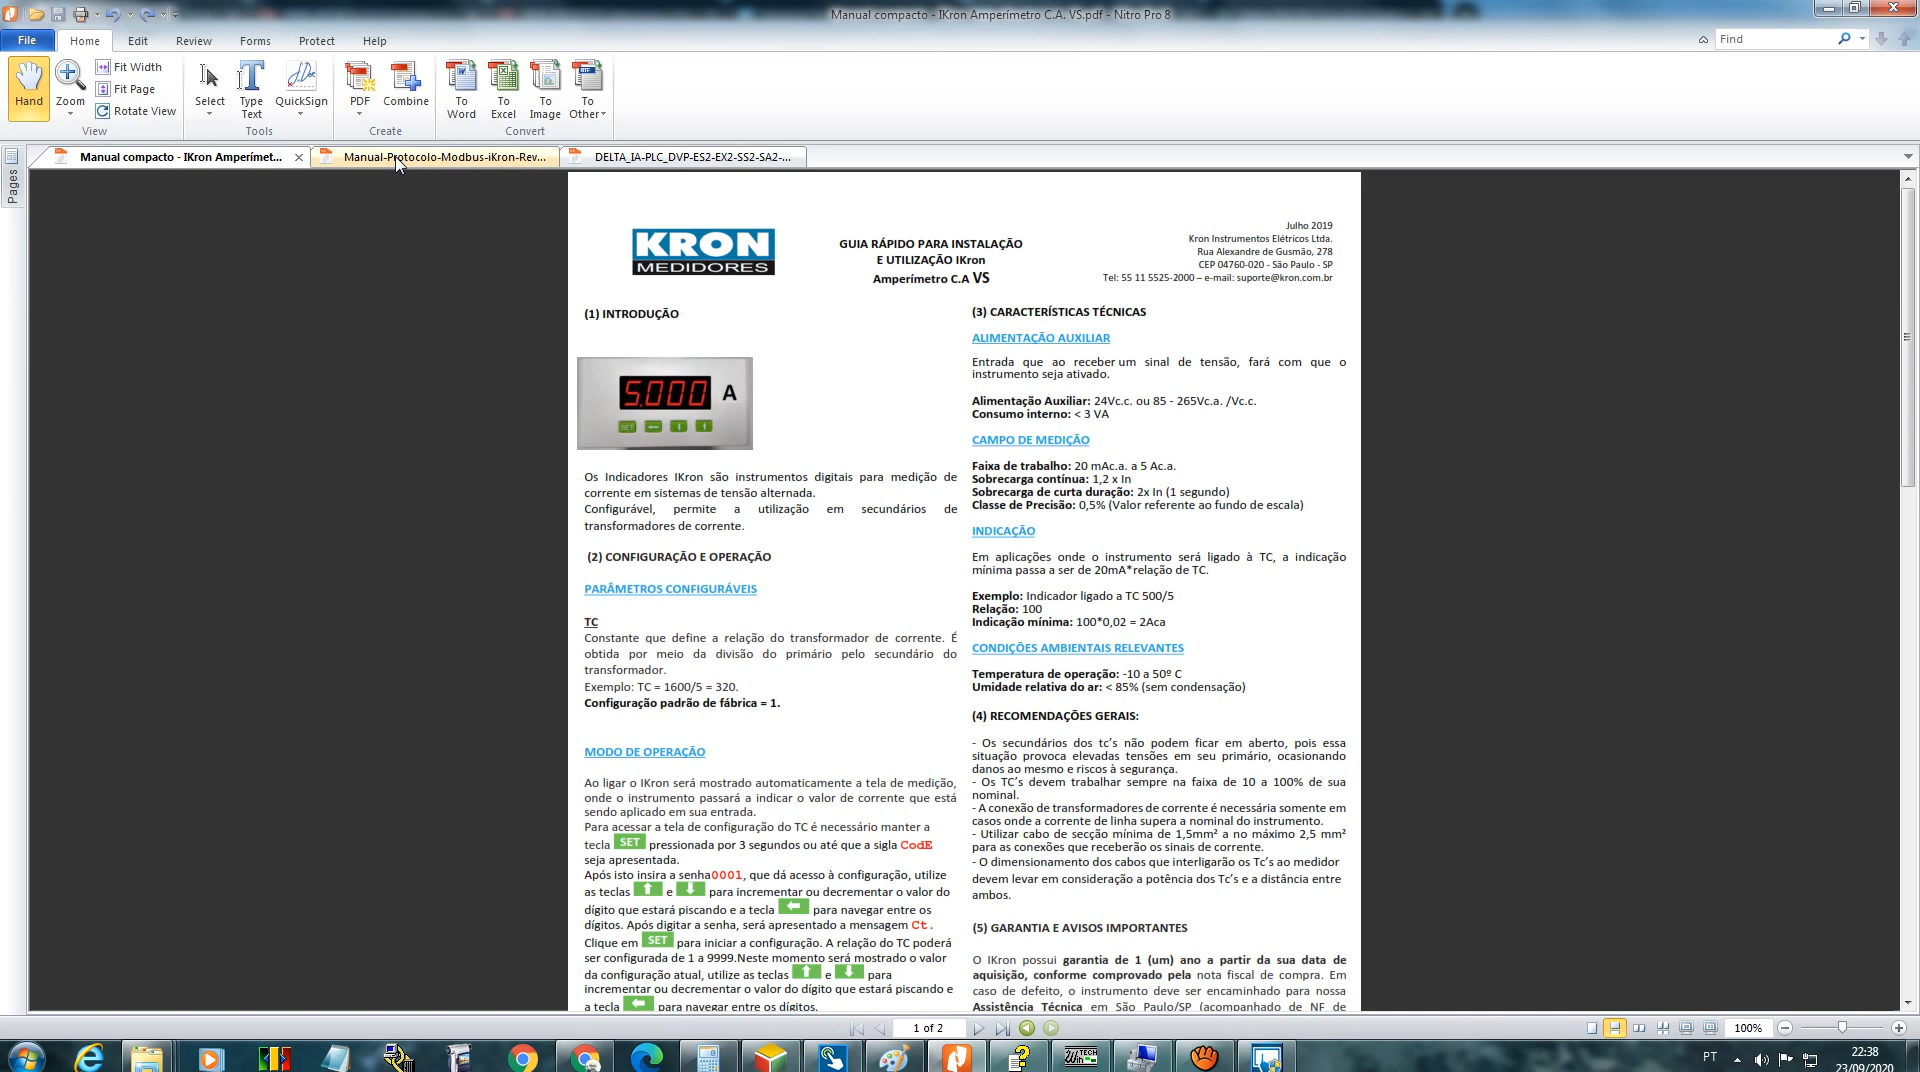 Manual compacto - IKron Amperímetro C.A. VS.pdf - Nitro Pro 8
File Home Edit Review Forms Protect Help
Find
Hand
Zoom
Fit Width
Fit Page
Rotate View
View
Select
Type
Text
QuickSign
Tools
PDF
Combine
Create
To
Word
To
Excel
To
Image
To
Other
Convert
Manual compacto - IKron Amperímet...
Manual-Protocolo-Modbus-iKron-Rev...
DELTA_IA-PLC_DVP-ES2-EX2-SS2-SA2-...
Pages
KRON
MEDIDORES
GUIA RÁPIDO PARA INSTALAÇÃO
E UTILIZAÇÃO IKron
Amperímetro C.A VS
Julho 2019
Kron Instrumentos Elétricos Ltda.
Rua Alexandre de Gusmão, 278
CEP 04760-020 - São Paulo - SP
Tel: 55 11 5525-2000 – e-mail: suporte@kron.com.br
(1) INTRODUÇÃO
5.000 A
SET
Os Indicadores IKron são instrumentos digitais para medição de
corrente em sistemas de tensão alternada.
Configurável, permite a utilização em secundários de
transformadores de corrente.
(2) CONFIGURAÇÃO E OPERAÇÃO
PARÂMETROS CONFIGURÁVEIS
TC
Constante que define a relação do transformador de corrente. É
obtida por meio da divisão do primário pelo secundário do
transformador.
Exemplo: TC = 1600/5 = 320.
Configuração padrão de fábrica = 1.
MODO DE OPERAÇÃO
Ao ligar o IKron será mostrado automaticamente a tela de medição,
onde o instrumento passará a indicar o valor de corrente que está
sendo aplicado em sua entrada.
Para acessar a tela de configuração do TC é necessário manter a
tecla SET pressionada por 3 segundos ou até que a sigla CodE
seja apresentada.
Após isto insira a senha0001, que dá acesso à configuração, utilize
as teclas e para incrementar ou decrementar o valor do
dígito que estará piscando e a tecla para navegar entre os
dígitos. Após digitar a senha, será apresentado a mensagem Ct.
Clique em SET para iniciar a configuração. A relação do TC poderá
ser configurada de 1 a 9999.Neste momento será mostrado o valor
da configuração atual, utilize as teclas e para
incrementar ou decrementar o valor do dígito que estará piscando e
a tecla para navegar entre os dígitos.
(3) CARACTERÍSTICAS TÉCNICAS
ALIMENTAÇÃO AUXILIAR
Entrada que ao receber um sinal de tensão, fará com que o
instrumento seja ativado.
Alimentação Auxiliar: 24Vc.c. ou 85 - 265Vc.a. /Vc.c.
Consumo interno: < 3 VA
CAMPO DE MEDIÇÃO
Faixa de trabalho: 20 mAc.a. a 5 Ac.a.
Sobrecarga contínua: 1,2 x In
Sobrecarga de curta duração: 2x In (1 segundo)
Classe de Precisão: 0,5% (Valor referente ao fundo de escala)
INDICAÇÃO
Em aplicações onde o instrumento será ligado à TC, a indicação
mínima passa a ser de 20mA*relação de TC.
Exemplo: Indicador ligado a TC 500/5
Relação: 100
Indicação mínima: 100*0,02 = 2Aca
CONDIÇÕES AMBIENTAIS RELEVANTES
Temperatura de operação: -10 a 50º C
Umidade relativa do ar: < 85% (sem condensação)
(4) RECOMENDAÇÕES GERAIS:
- Os secundários dos tc’s não podem ficar em aberto, pois essa
situação provoca elevadas tensões em seu primário, ocasionando
danos ao mesmo e riscos à segurança.
- Os TC’s devem trabalhar sempre na faixa de 10 a 100% de sua
nominal.
- A conexão de transformadores de corrente é necessária somente em
casos onde a corrente de linha supera a nominal do instrumento.
- Utilizar cabo de secção mínima de 1,5mm² a no máximo 2,5 mm²
para as conexões que receberão os sinais de corrente.
- O dimensionamento dos cabos que interligarão os Tc’s ao medidor
devem levar em consideração a potência dos Tc’s e a distância entre
ambos.
(5) GARANTIA E AVISOS IMPORTANTES
O IKron possui garantia de 1 (um) ano a partir da sua data de
aquisição, conforme comprovado pela nota fiscal de compra. Em
caso de defeito, o instrumento deve ser encaminhado para nossa
Assistência Técnica em São Paulo/SP (acompanhado de NF de
1 of 2
100%
PT
22:38
23/09/2020